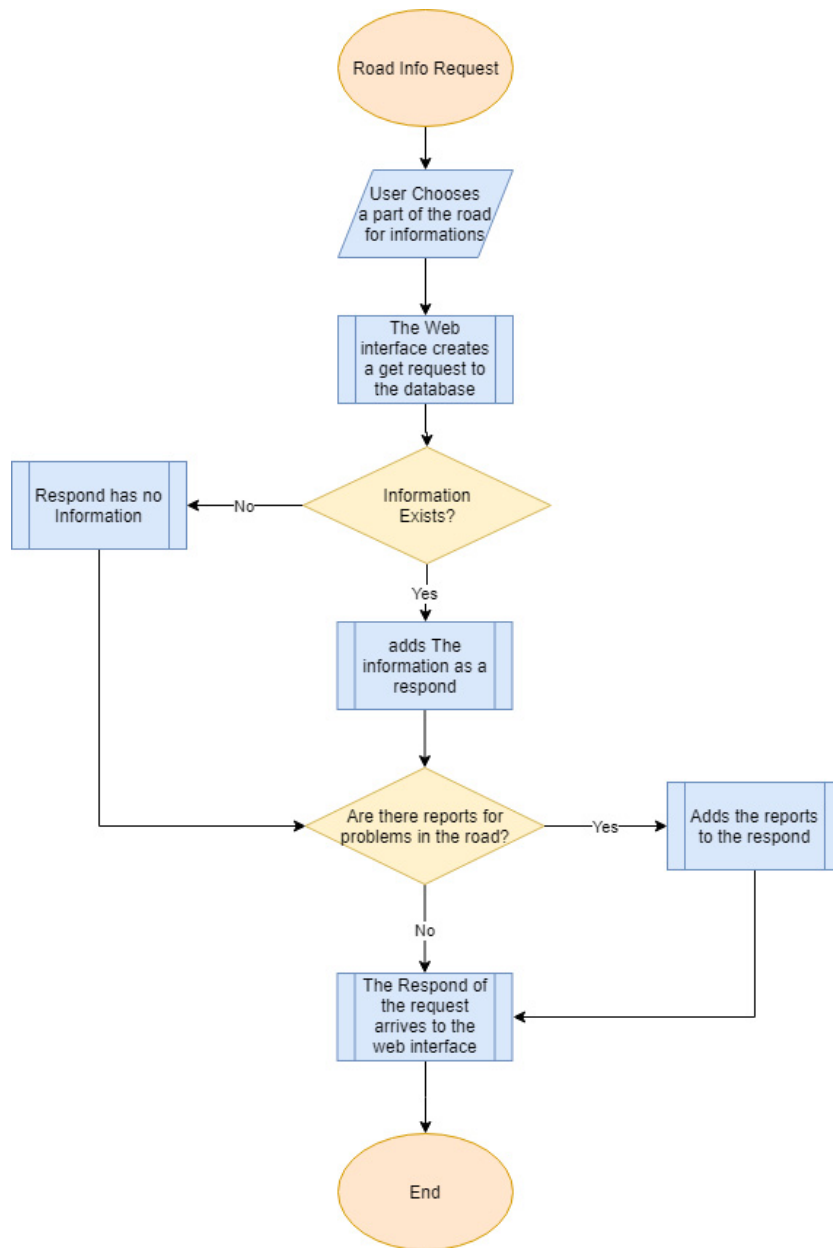 Road Info Request
User Chooses
a part of the road
for informations
The Web
interface creates
a get request to
the database
Information
Exists?
No
Respond has no
Information
Yes
adds The
information as a
respond
Are there reports for
problems in the road?
Yes
Adds the reports
to the respond
No
The Respond of
the request
arrives to the
web interface
End